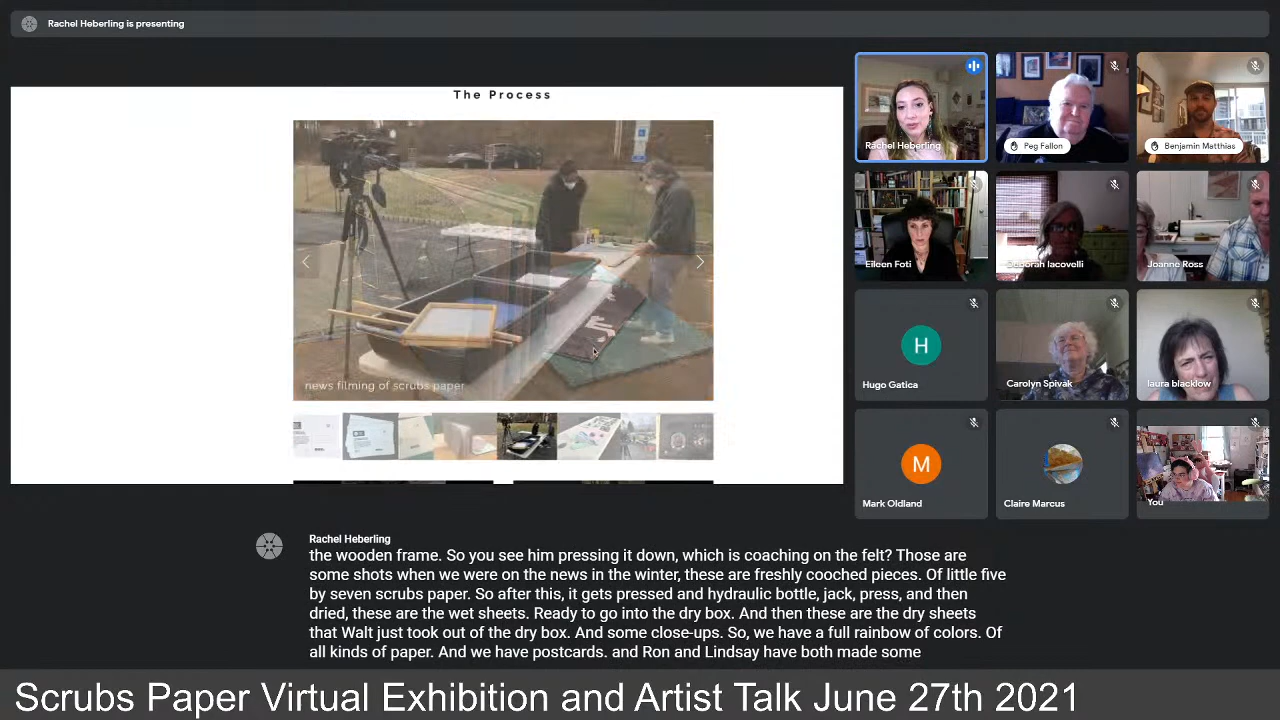 Rachel Heberling is presenting
The Process
news filming of scrubs paper
Rachel Heberling
Peg Fallon
Benjamin Matthias
Eileen Foti
Deborah Iacovelli
Joanne Ross
H
Hugo Gatica
Carolyn Spivak
laura blacklow
M
Mark Oldland
Claire Marcus
You
Rachel Heberling
the wooden frame. So you see him pressing it down, which is coaching on the felt? Those are
some shots when we were on the news in the winter, these are freshly cooched pieces. Of little five
by seven scrubs paper. So after this, it gets pressed and hydraulic bottle, jack, press, and then
dried, these are the wet sheets. Ready to go into the dry box. And then these are the dry sheets
that Walt just took out of the dry box. And some close-ups. So, we have a full rainbow of colors. Of
all kinds of paper. And we have postcards. and Ron and Lindsay have both made some
Scrubs Paper Virtual Exhibition and Artist Talk June 27th 2021